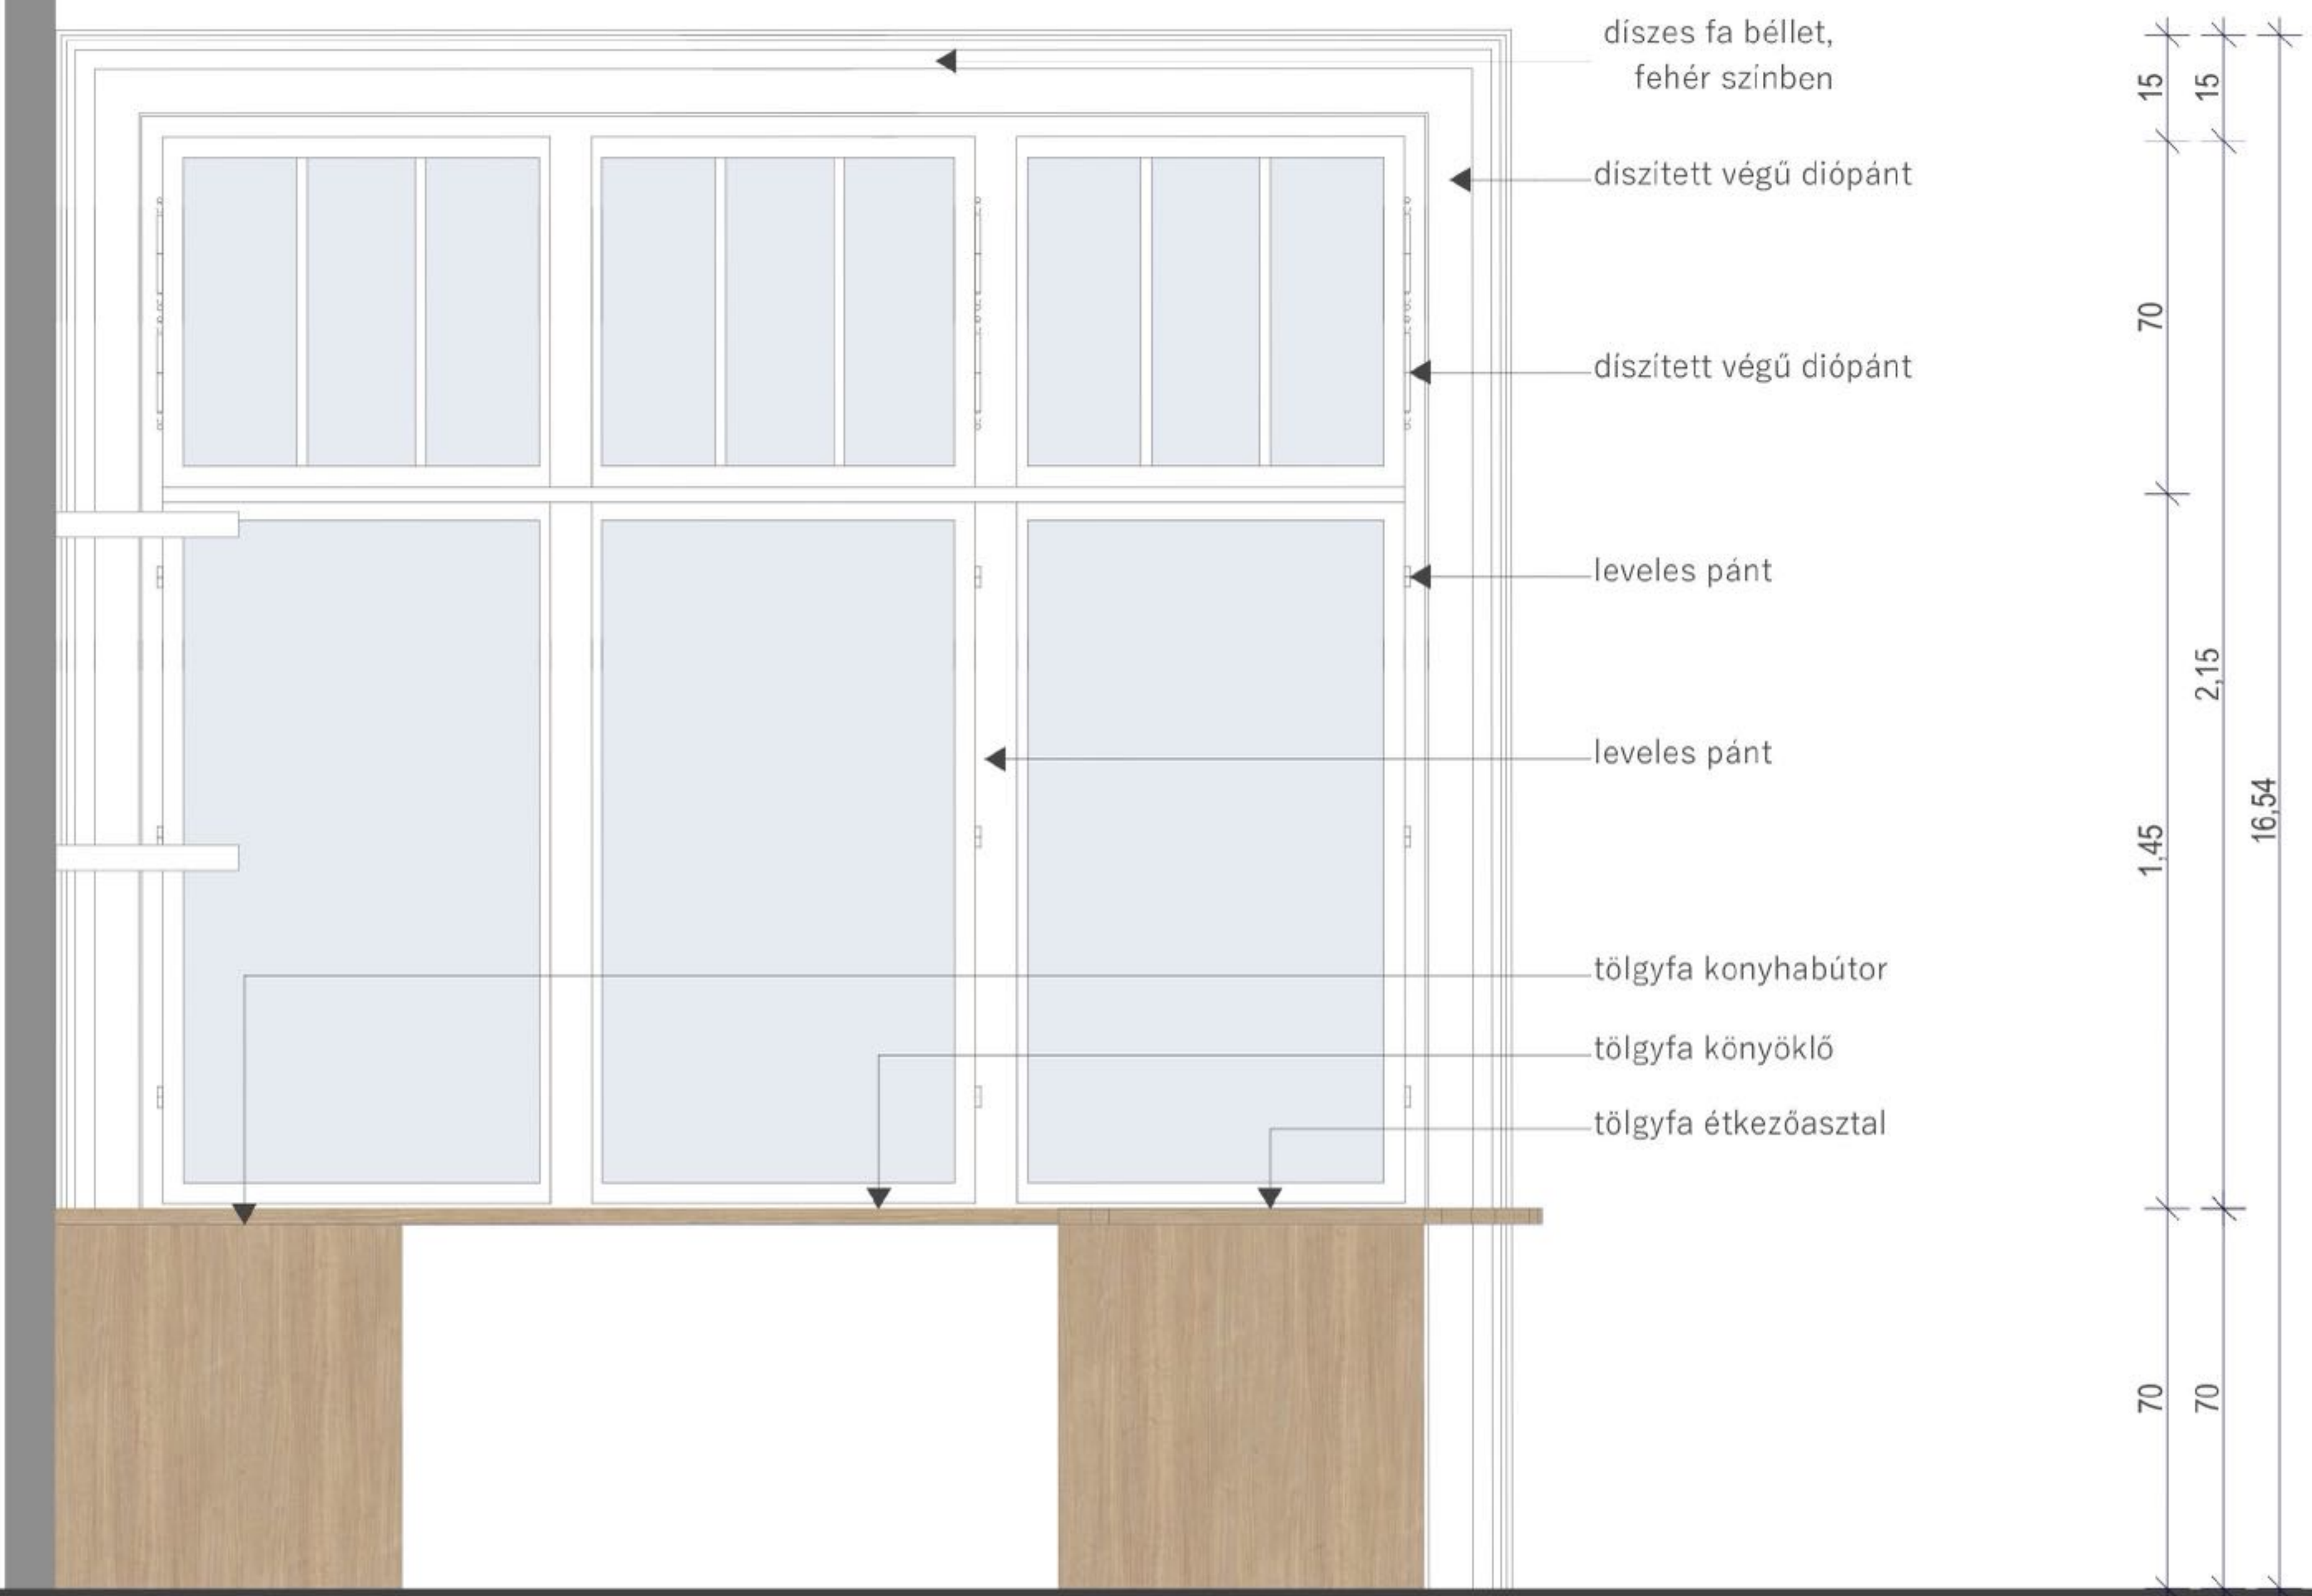 díszes fa béllet,
fehér színben
díszített végű diópánt
díszített végű diópánt
leveles pánt
leveles pánt
tölgyfa konyhabútor
tölgyfa könyöklő
tölgyfa étkezőasztal
15
70
1,45
70
15
2,15
70
16,54